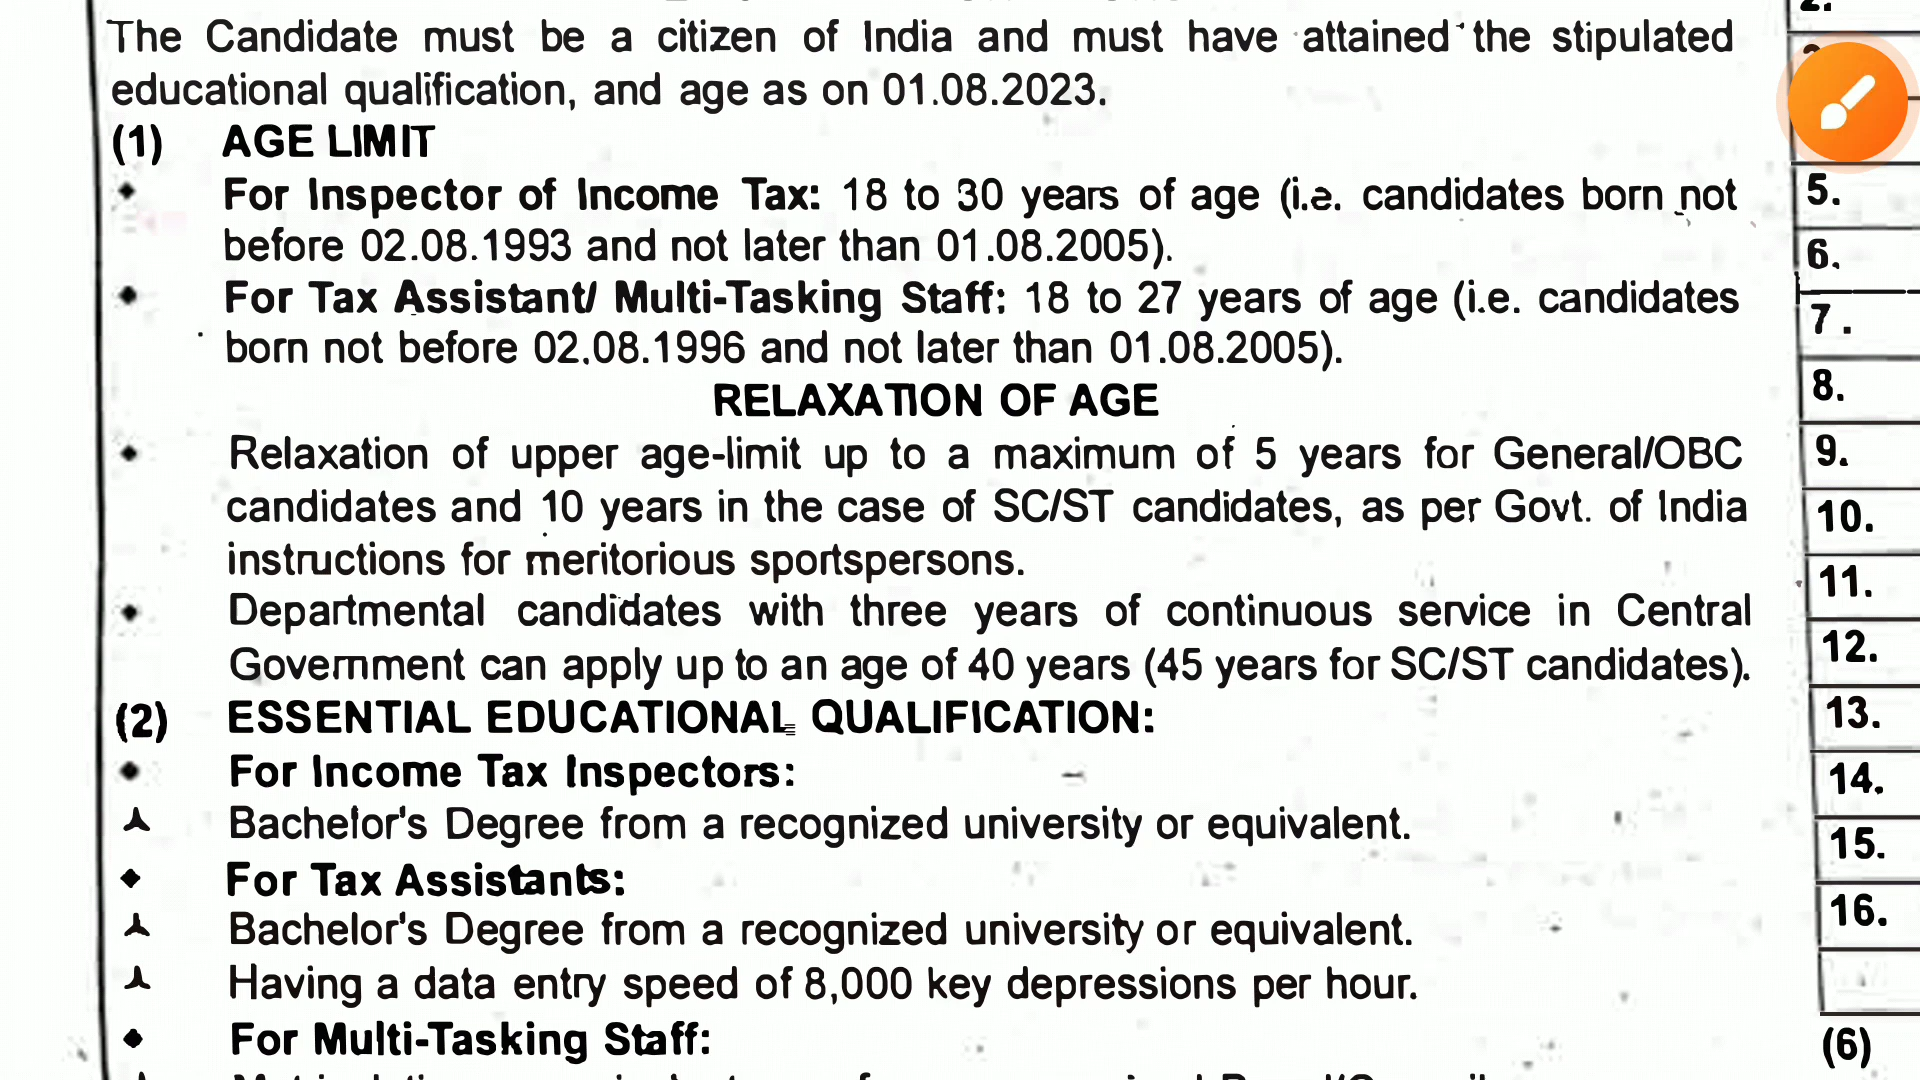 The Candidate must be a citizen of India and must have attained the stipulated
educational qualification, and age as on 01.08.2023.
(1) AGE LIMIT
For Inspector of Income Tax: 18 to 30 years of age (i.e. candidates born not
before 02.08.1993 and not later than 01.08.2005).
For Tax Assistant/ Multi-Tasking Staff: 18 to 27 years of age (i.e. candidates
born not before 02.08.1996 and not later than 01.08.2005).
RELAXATION OF AGE
Relaxation of upper age-limit up to a maximum of 5 years for General/OBC
candidates and 10 years in the case of SC/ST candidates, as per Govt. of India
instructions for meritorious sportspersons.
Departmental candidates with three years of continuous service in Central
Government can apply up to an age of 40 years (45 years for SC/ST candidates).
(2) ESSENTIAL EDUCATIONAL QUALIFICATION:
For Income Tax Inspectors:
Bachelor's Degree from a recognized university or equivalent.
For Tax Assistants:
Bachelor's Degree from a recognized university or equivalent.
Having a data entry speed of 8,000 key depressions per hour.
For Multi-Tasking Staff:
5.
6.
7.
8.
9.
10.
11.
12.
13.
14.
15.
16.
(6)